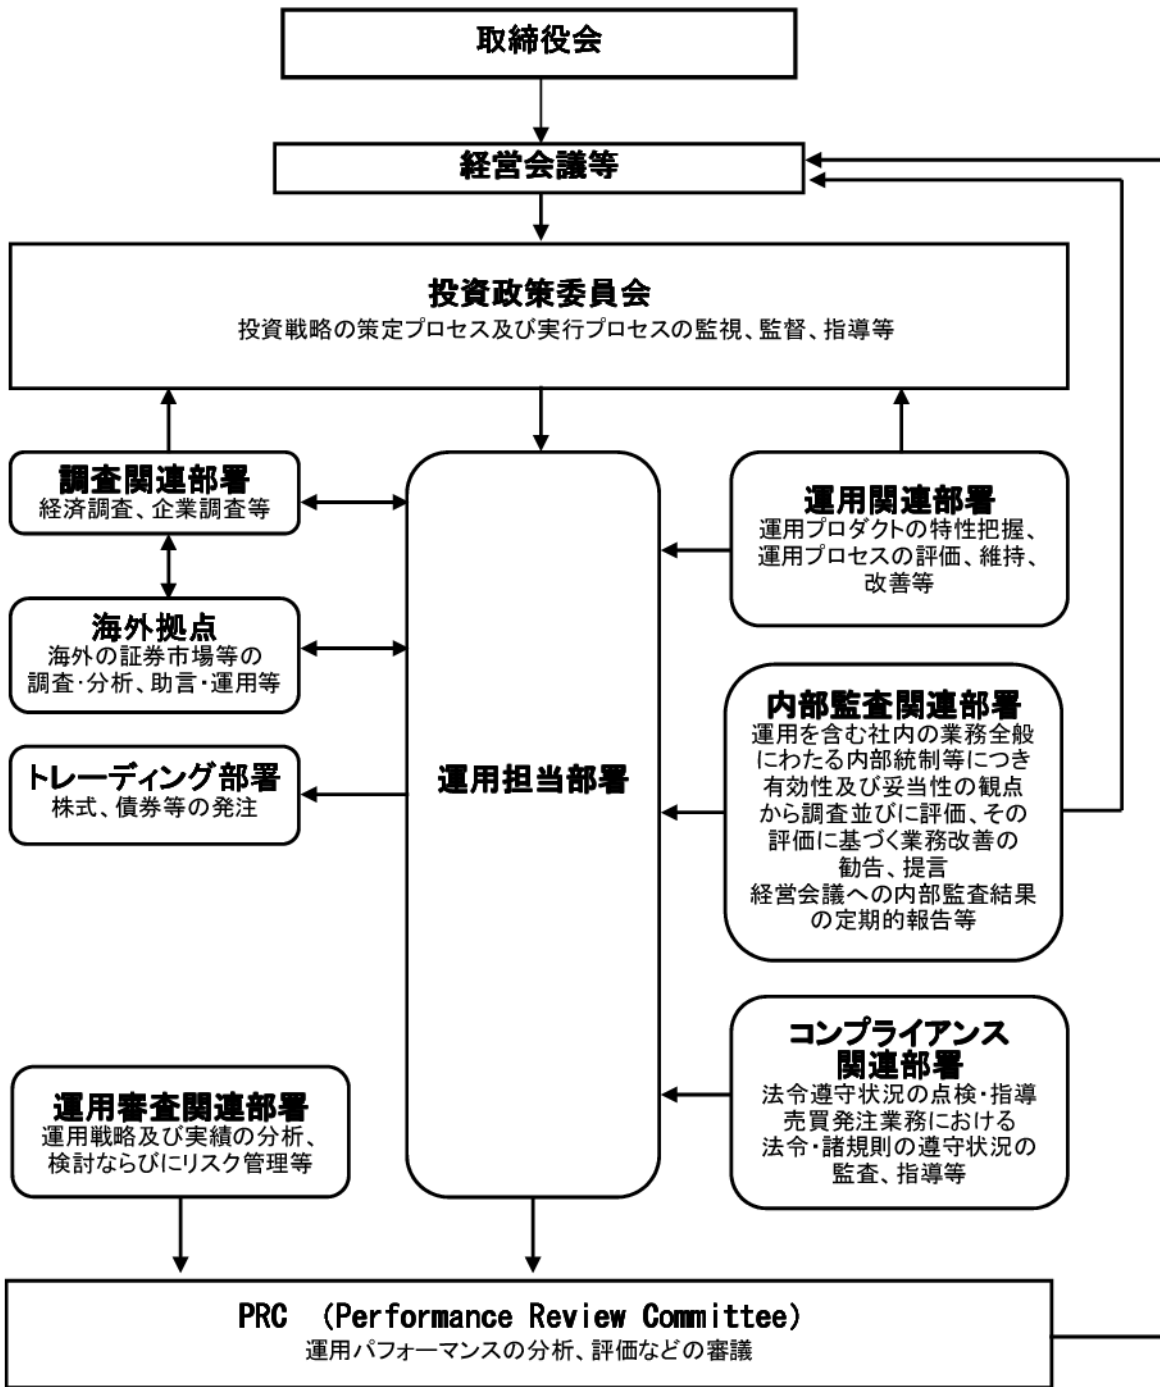 取締役会
経営会議等
投資政策委員会
投資戦略の策定プロセス及び実行プロセスの監視、監督、指導等
調査関連部署
経済調査、企業調査等
海外拠点
海外の証券市場等の
調査・分析、助言・運用等
トレーディング部署
株式、債券等の発注
運用担当部署
運用関連部署
運用プロダクトの特性把握、
運用プロセスの評価、維持、
改善等
内部監査関連部署
運用を含む社内の業務全般
にわたる内部統制等につき
有効性及び妥当性の観点
から調査並びに評価、その
評価に基づく業務改善の
勧告、提言
経営会議への内部監査結果
の定期的報告等
コンプライアンス
関連部署
法令遵守状況の点検・指導
売買発注業務における
法令・諸規則の遵守状況の
監査、指導等
運用審査関連部署
運用戦略及び実績の分析、
検討ならびにリスク管理等
PRC （Performance Review Committee）
運用パフォーマンスの分析、評価などの審議